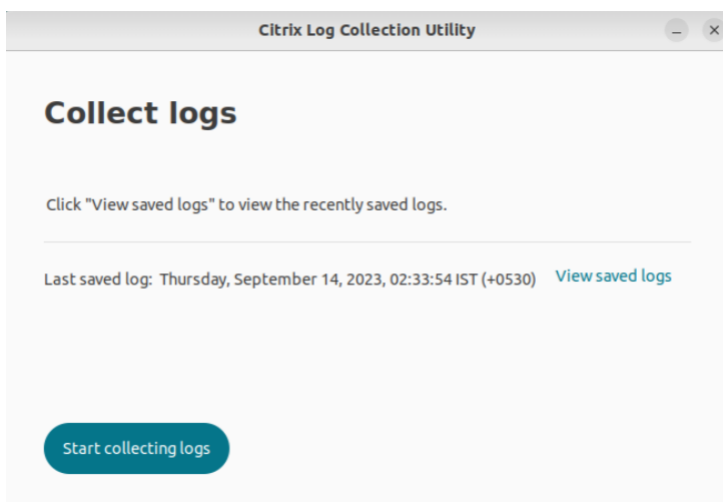 Citrix Log Collection Utility
Collect logs
Click "View saved logs" to view the recently saved logs.
Last saved log: Thursday, September 14, 2023, 02:33:54 IST (+0530) View saved logs
Start collecting logs